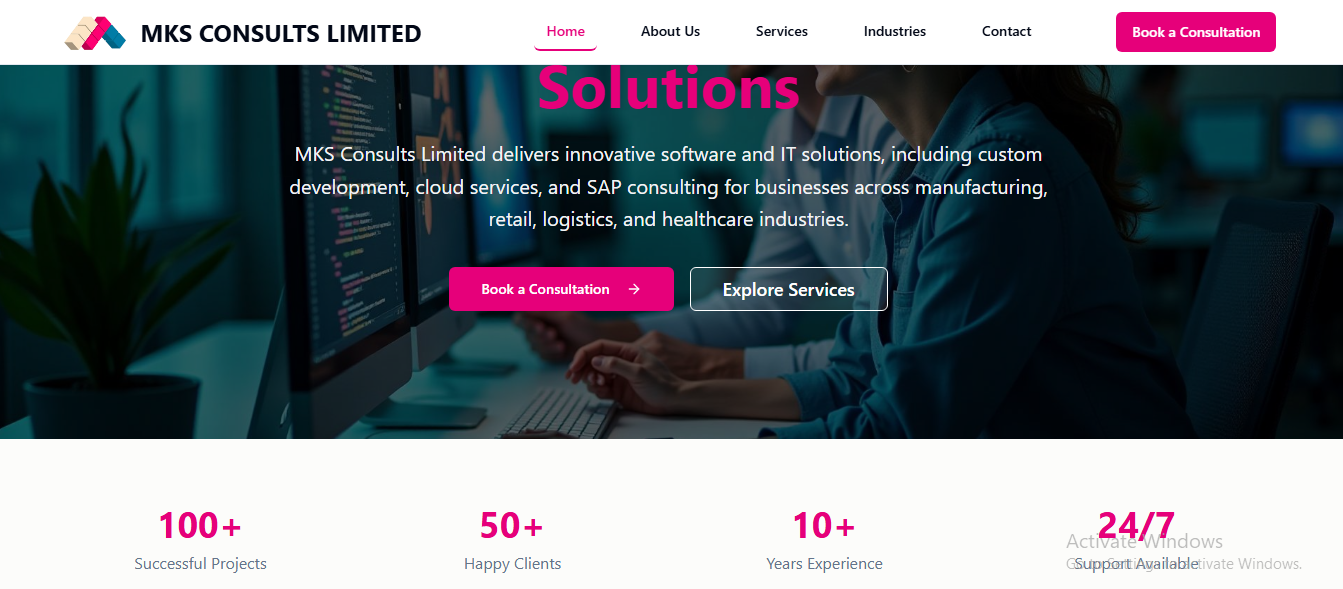 MKS CONSULTS LIMITED
Home
About Us
Services
Industries
Contact
Book a Consultation
Solutions
MKS Consults Limited delivers innovative software and IT solutions, including custom
development, cloud services, and SAP consulting for businesses across manufacturing,
retail, logistics, and healthcare industries.
Book a Consultation →
Explore Services
100+
Successful Projects
50+
Happy Clients
10+
Years Experience
24/7
Support Available
Activate Windows
Go to Settings to activate Windows.